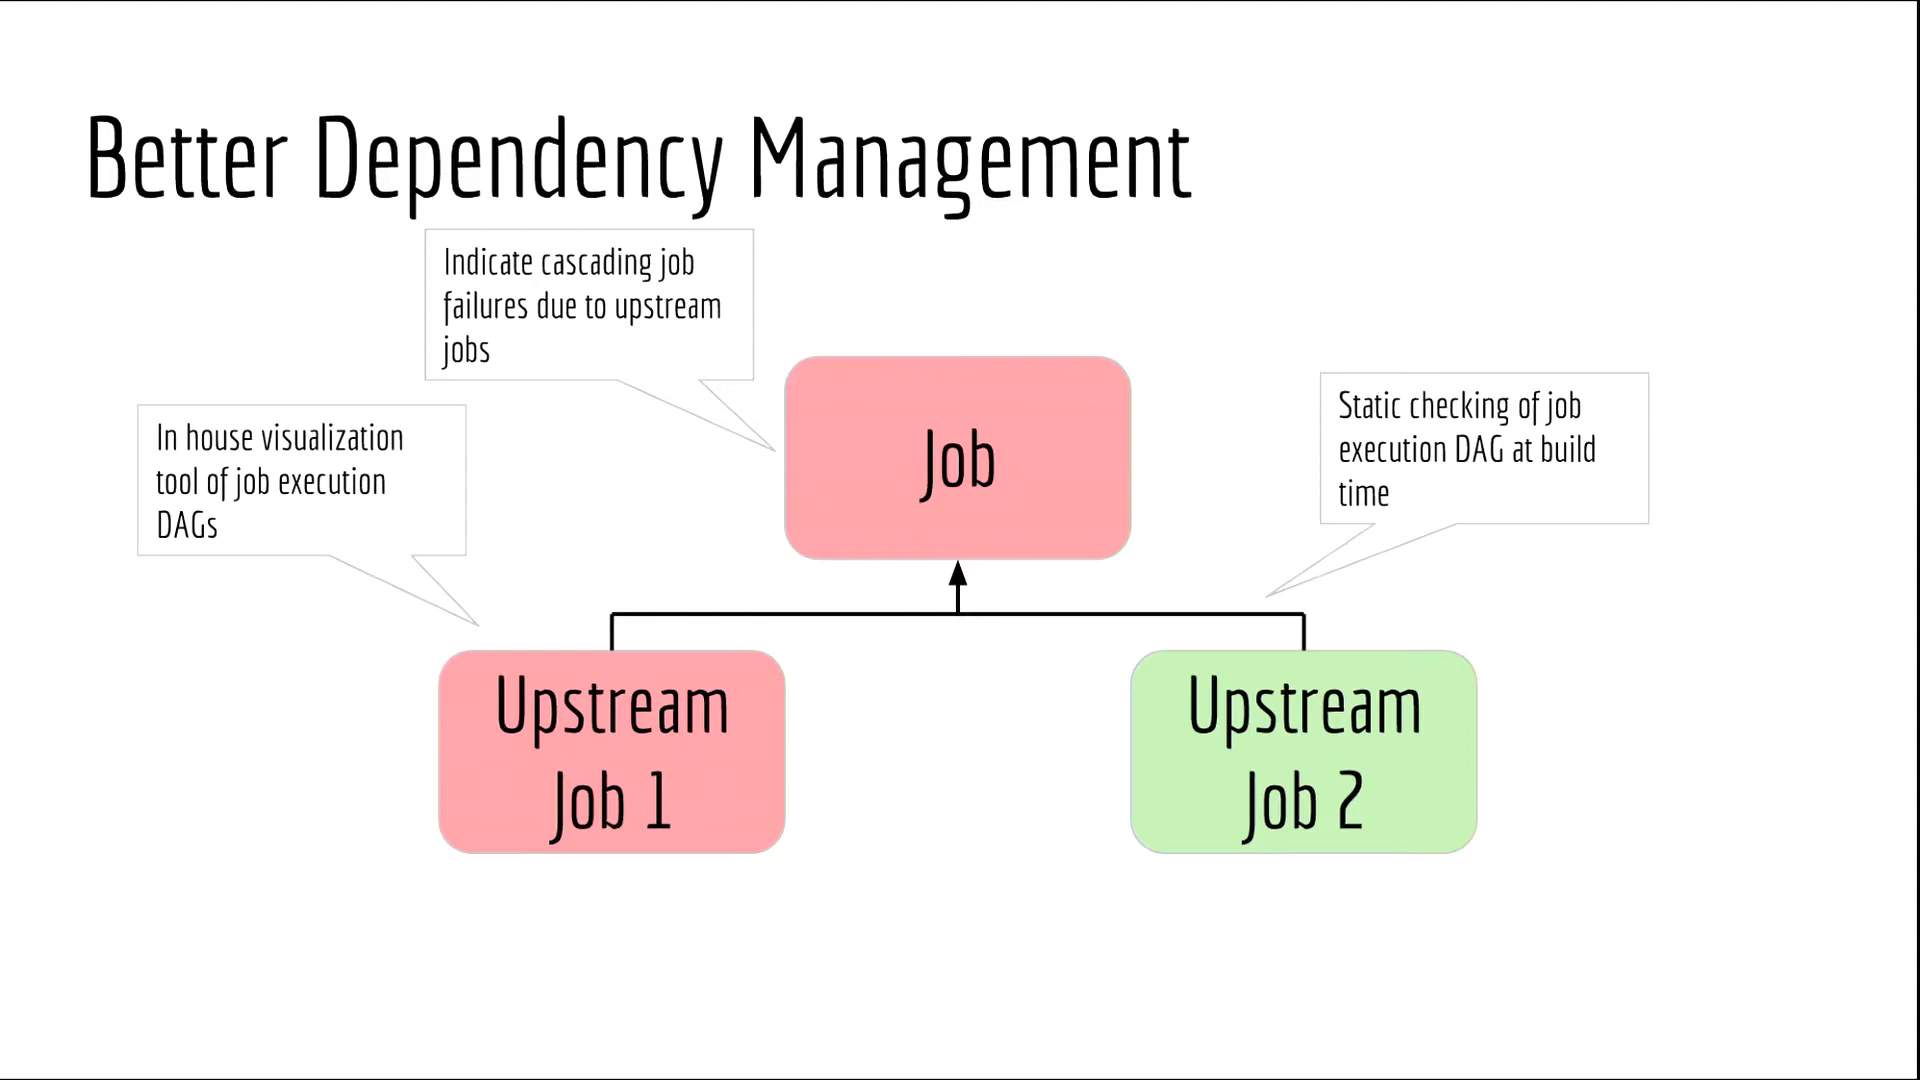 Better Dependency Management
Indicate cascading job
failures due to upstream
jobs
In house visualization
tool of job execution
DAGs
Job
Static checking of job
execution DAG at build
time
Upstream
Job 1
Upstream
Job 2